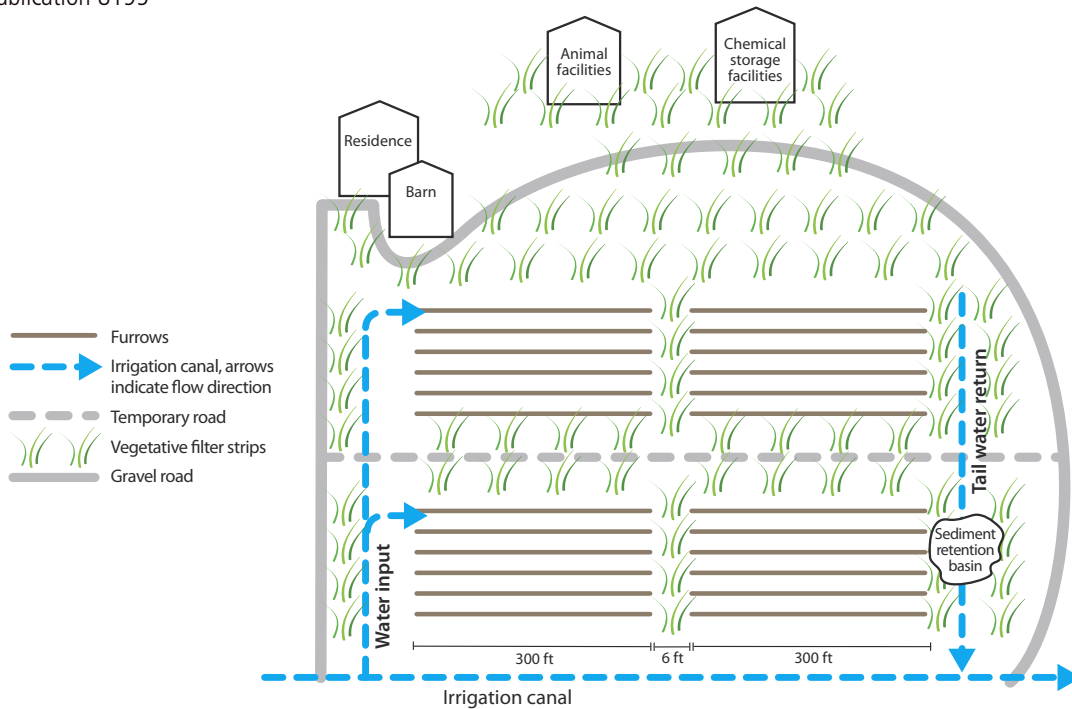 Animal
facilities
Chemical
storage
facilities
Residence
Barn
Furrows
Irrigation canal, arrows
indicate flow direction
Temporary road
Vegetative filter strips
Gravel road
Water input
Tail water return
Sediment
retention
basin
300 ft
6 ft
300 ft
Irrigation canal